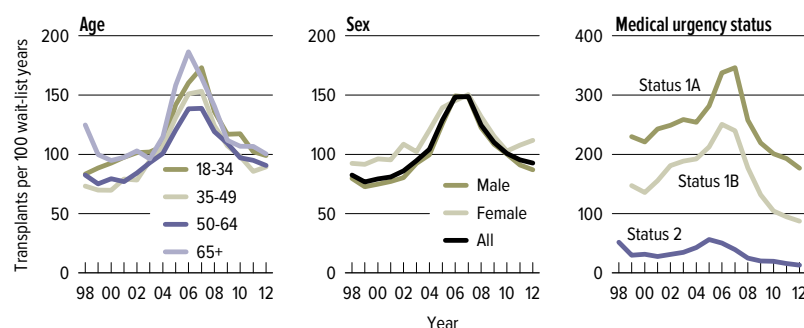 Age
Transplants per 100 wait-list years
200
150
100
50
0
18-34
35-49
50-64
65+
98 00 02 04 06 08 10 12
Sex
200
150
100
50
0
Male
Female
All
98 00 02 04 06 08 10 12
Year
Medical urgency status
400
300
200
100
0
Status 1A
Status 1B
Status 2
98 00 02 04 06 08 10 12